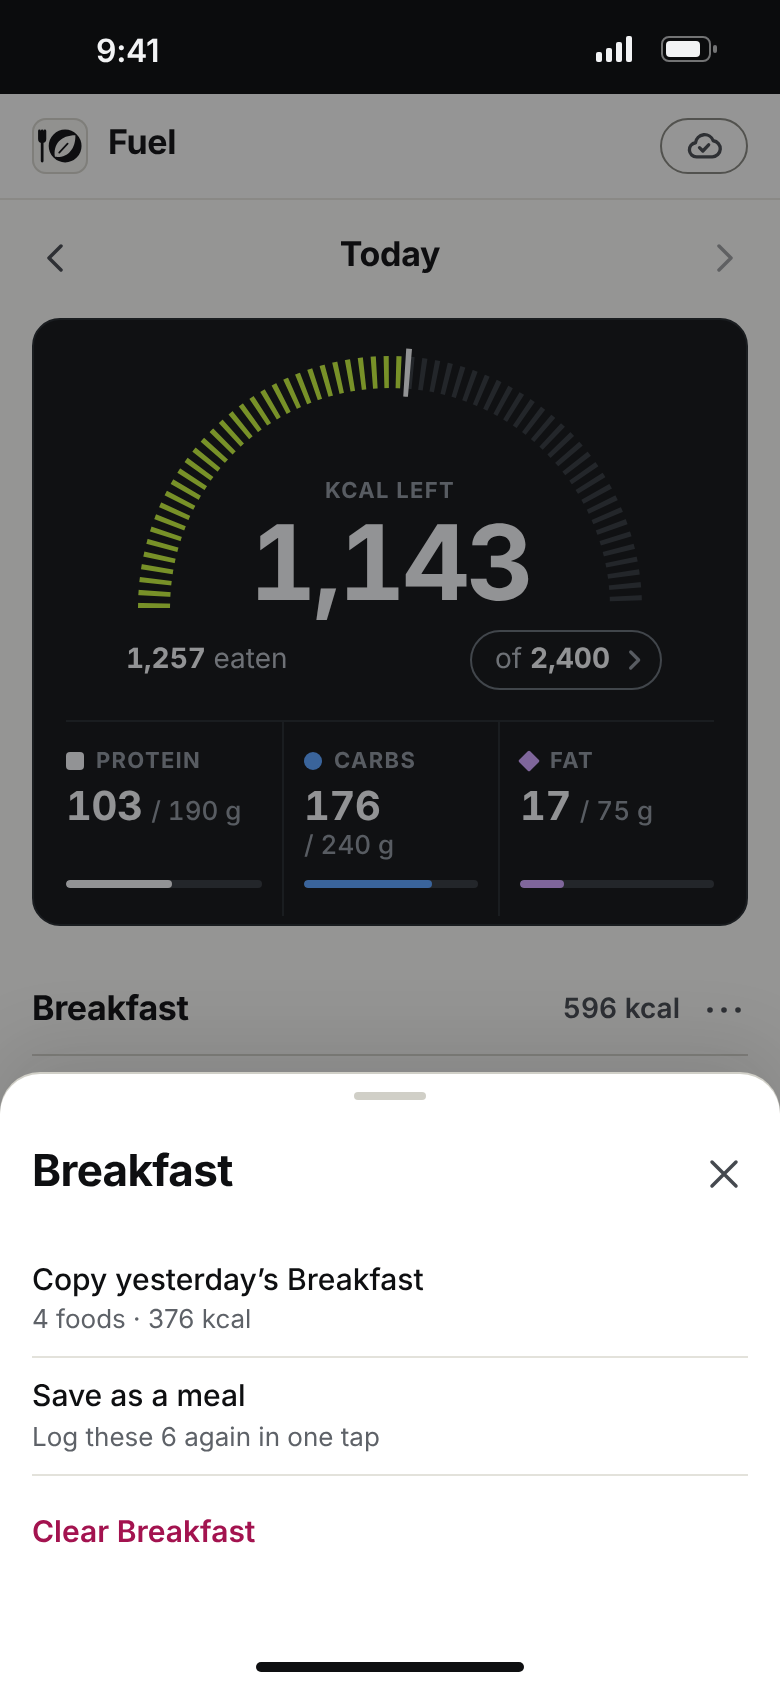 9:41
Fuel
Today
KCAL LEFT
1,143
1,257 eaten
of 2,400
PROTEIN
103 / 190 g
CARBS
176
/ 240 g
FAT
17 / 75 g
Breakfast
596 kcal
Breakfast
Copy yesterday’s Breakfast
4 foods · 376 kcal
Save as a meal
Log these 6 again in one tap
Clear Breakfast